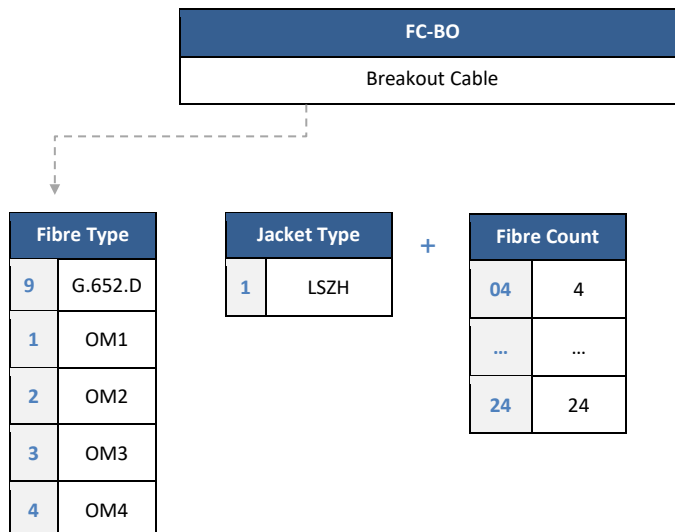 FC-BO
Breakout Cable
Fibre Type
9 G.652.D
1 OM1
2 OM2
3 OM3
4 OM4
Jacket Type
1 LSZH
+
Fibre Count
04 4
... ...
24 24